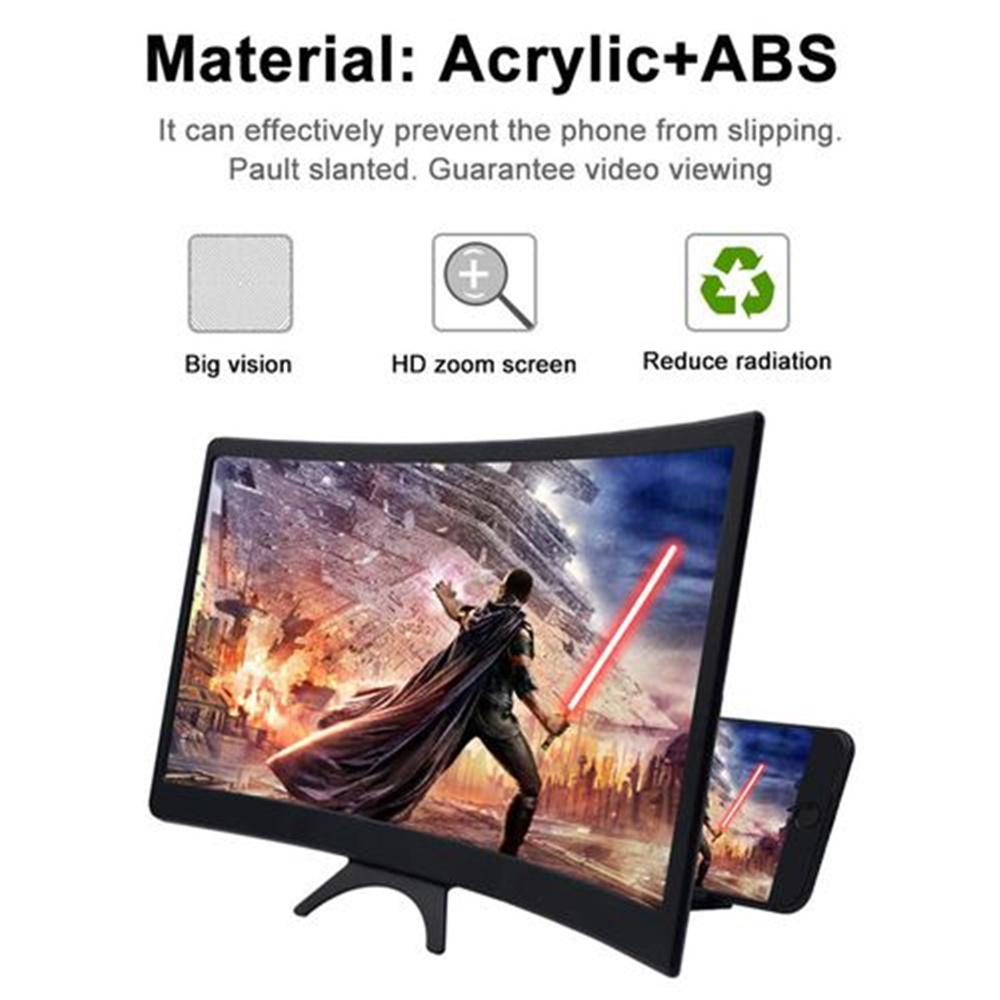 Material: Acrylic+ABS
It can effectively prevent the phone from slipping.
Pault slanted. Guarantee video viewing
Big vision
HD zoom screen
Reduce radiation